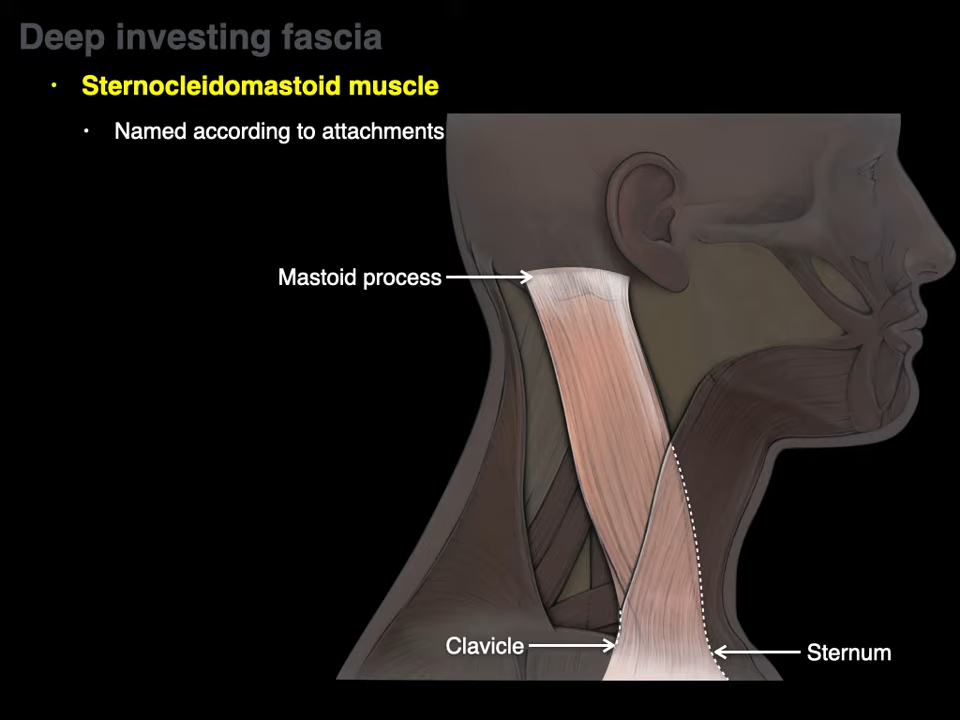 Deep investing fascia
• Sternocleidomastoid muscle
• Named according to attachments
Mastoid process
Clavicle
Sternum